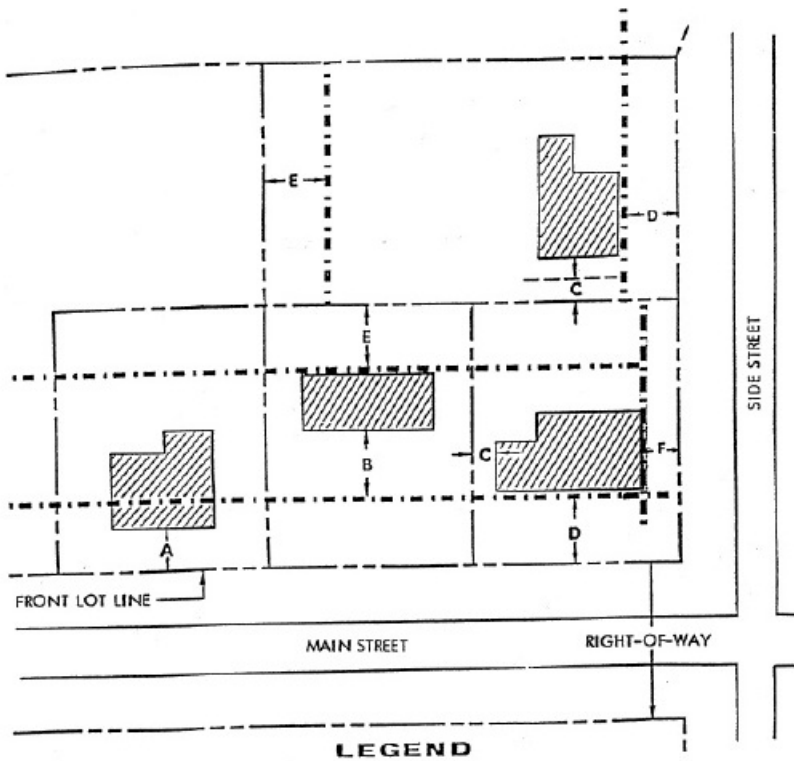 E
D
C
SIDE STREET
E
B
C
F
A
D
FRONT LOT LINE
MAIN STREET
RIGHT-OF-WAY
LEGEND